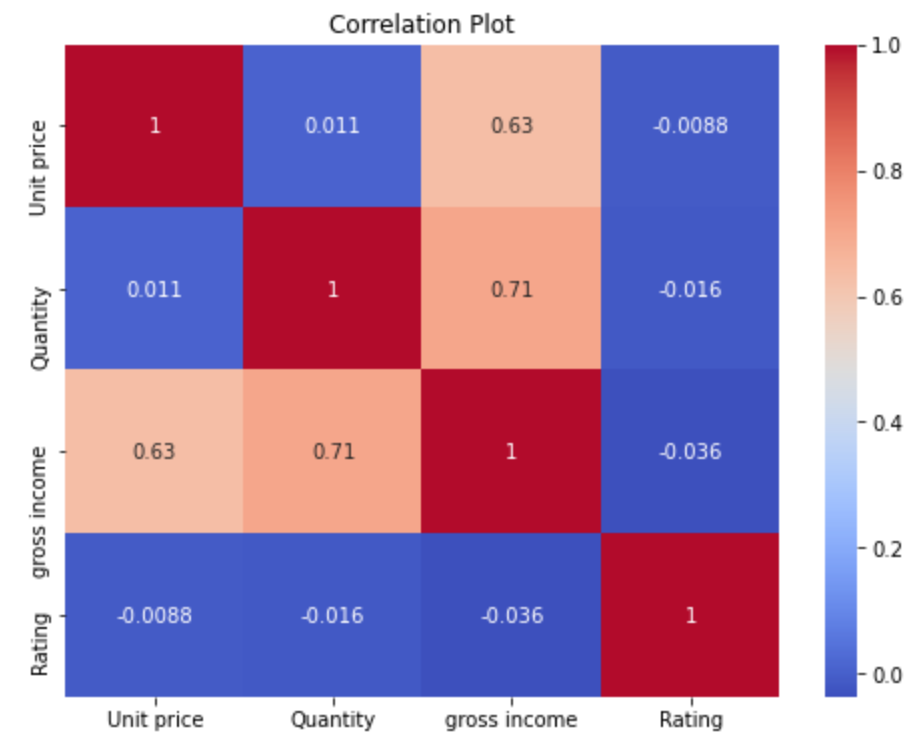 Correlation Plot
Unit price
1
0.011
0.63
-0.0088
Quantity
0.011
1
0.71
-0.016
gross income
0.63
0.71
1
-0.036
Rating
-0.0088
-0.016
-0.036
1
Unit price
Quantity
gross income
Rating
1.0
0.8
0.6
0.4
0.2
0.0